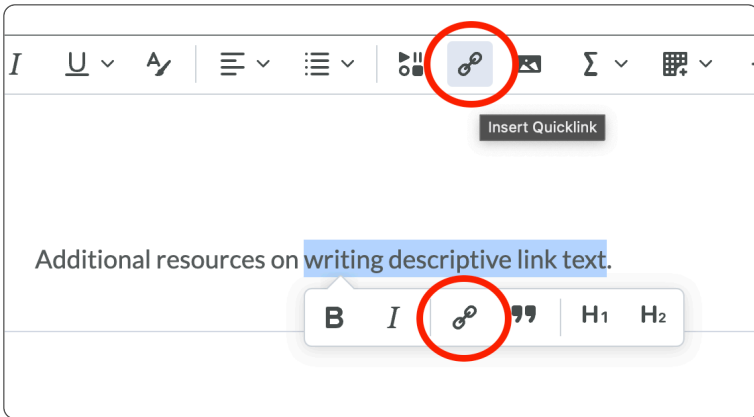 I U A
Insert Quicklink
Additional resources on writing descriptive link text.
B I H1 H2